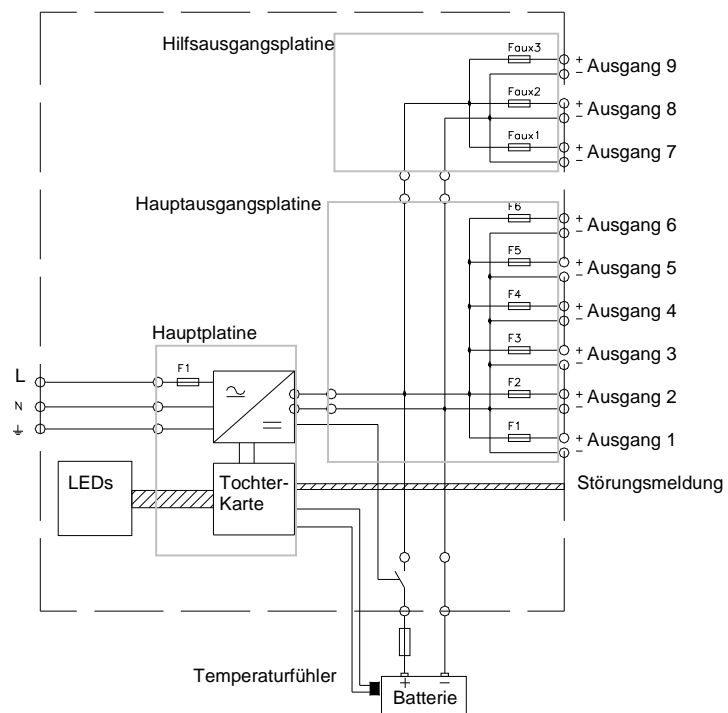 Hilfsausgangsplatine
Faux3
+ Ausgang 9
−
Faux2
+ Ausgang 8
−
Faux1
+ Ausgang 7
−
Hauptausgangsplatine
F6
+ Ausgang 6
−
F5
+ Ausgang 5
−
F4
+ Ausgang 4
−
F3
+ Ausgang 3
−
F2
+ Ausgang 2
−
F1
+ Ausgang 1
−
Hauptplatine
F1
L
N
LEDs
Tochter-
Karte
Störungsmeldung
Temperaturfühler
+ −
Batterie